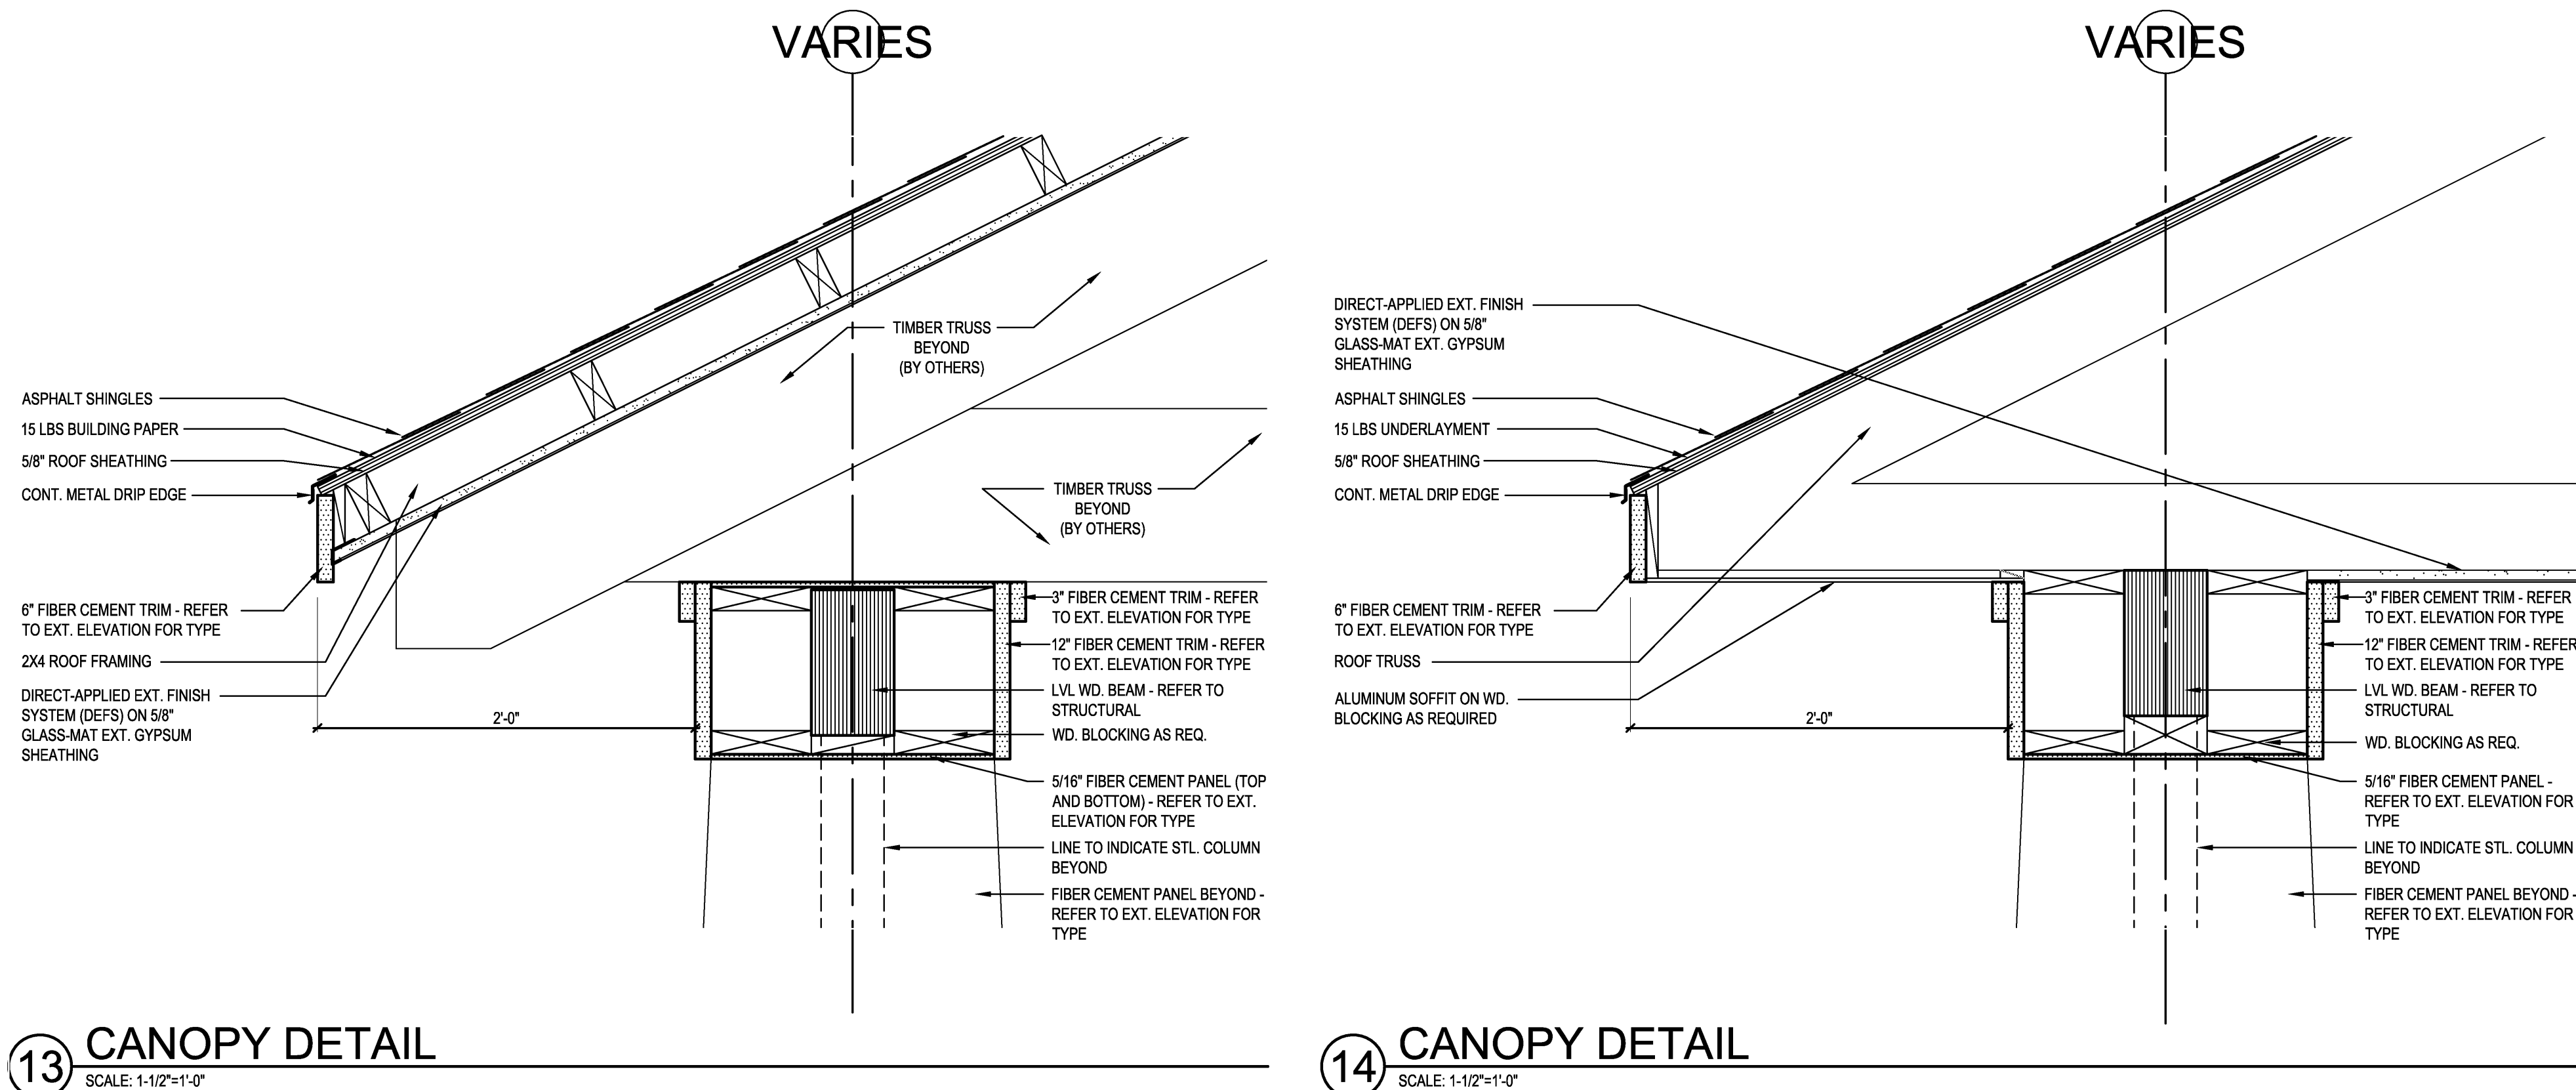 VARIES
ASPHALT SHINGLES
15 LBS BUILDING PAPER
5/8" ROOF SHEATHING
CONT. METAL DRIP EDGE
6" FIBER CEMENT TRIM - REFER
TO EXT. ELEVATION FOR TYPE
2X4 ROOF FRAMING
DIRECT-APPLIED EXT. FINISH
SYSTEM (DEFS) ON 5/8"
GLASS-MAT EXT. GYPSUM
SHEATHING
2'-0"
TIMBER TRUSS
BEYOND
(BY OTHERS)
TIMBER TRUSS
BEYOND
(BY OTHERS)
3" FIBER CEMENT TRIM - REFER
TO EXT. ELEVATION FOR TYPE
12" FIBER CEMENT TRIM - REFER
TO EXT. ELEVATION FOR TYPE
LVL WD. BEAM - REFER TO
STRUCTURAL
WD. BLOCKING AS REQ.
5/16" FIBER CEMENT PANEL (TOP
AND BOTTOM) - REFER TO EXT.
ELEVATION FOR TYPE
LINE TO INDICATE STL. COLUMN
BEYOND
FIBER CEMENT PANEL BEYOND -
REFER TO EXT. ELEVATION FOR
TYPE
13
CANOPY DETAIL
SCALE: 1-1/2"=1'-0"
VARIES
DIRECT-APPLIED EXT. FINISH
SYSTEM (DEFS) ON 5/8"
GLASS-MAT EXT. GYPSUM
SHEATHING
ASPHALT SHINGLES
15 LBS UNDERLAYMENT
5/8" ROOF SHEATHING
CONT. METAL DRIP EDGE
6" FIBER CEMENT TRIM - REFER
TO EXT. ELEVATION FOR TYPE
ROOF TRUSS
ALUMINUM SOFFIT ON WD.
BLOCKING AS REQUIRED
2'-0"
3" FIBER CEMENT TRIM - REFER
TO EXT. ELEVATION FOR TYPE
12" FIBER CEMENT TRIM - REFER
TO EXT. ELEVATION FOR TYPE
LVL WD. BEAM - REFER TO
STRUCTURAL
WD. BLOCKING AS REQ.
5/16" FIBER CEMENT PANEL -
REFER TO EXT. ELEVATION FOR
TYPE
LINE TO INDICATE STL. COLUMN
BEYOND
FIBER CEMENT PANEL BEYOND -
REFER TO EXT. ELEVATION FOR
TYPE
14
CANOPY DETAIL
SCALE: 1-1/2"=1'-0"